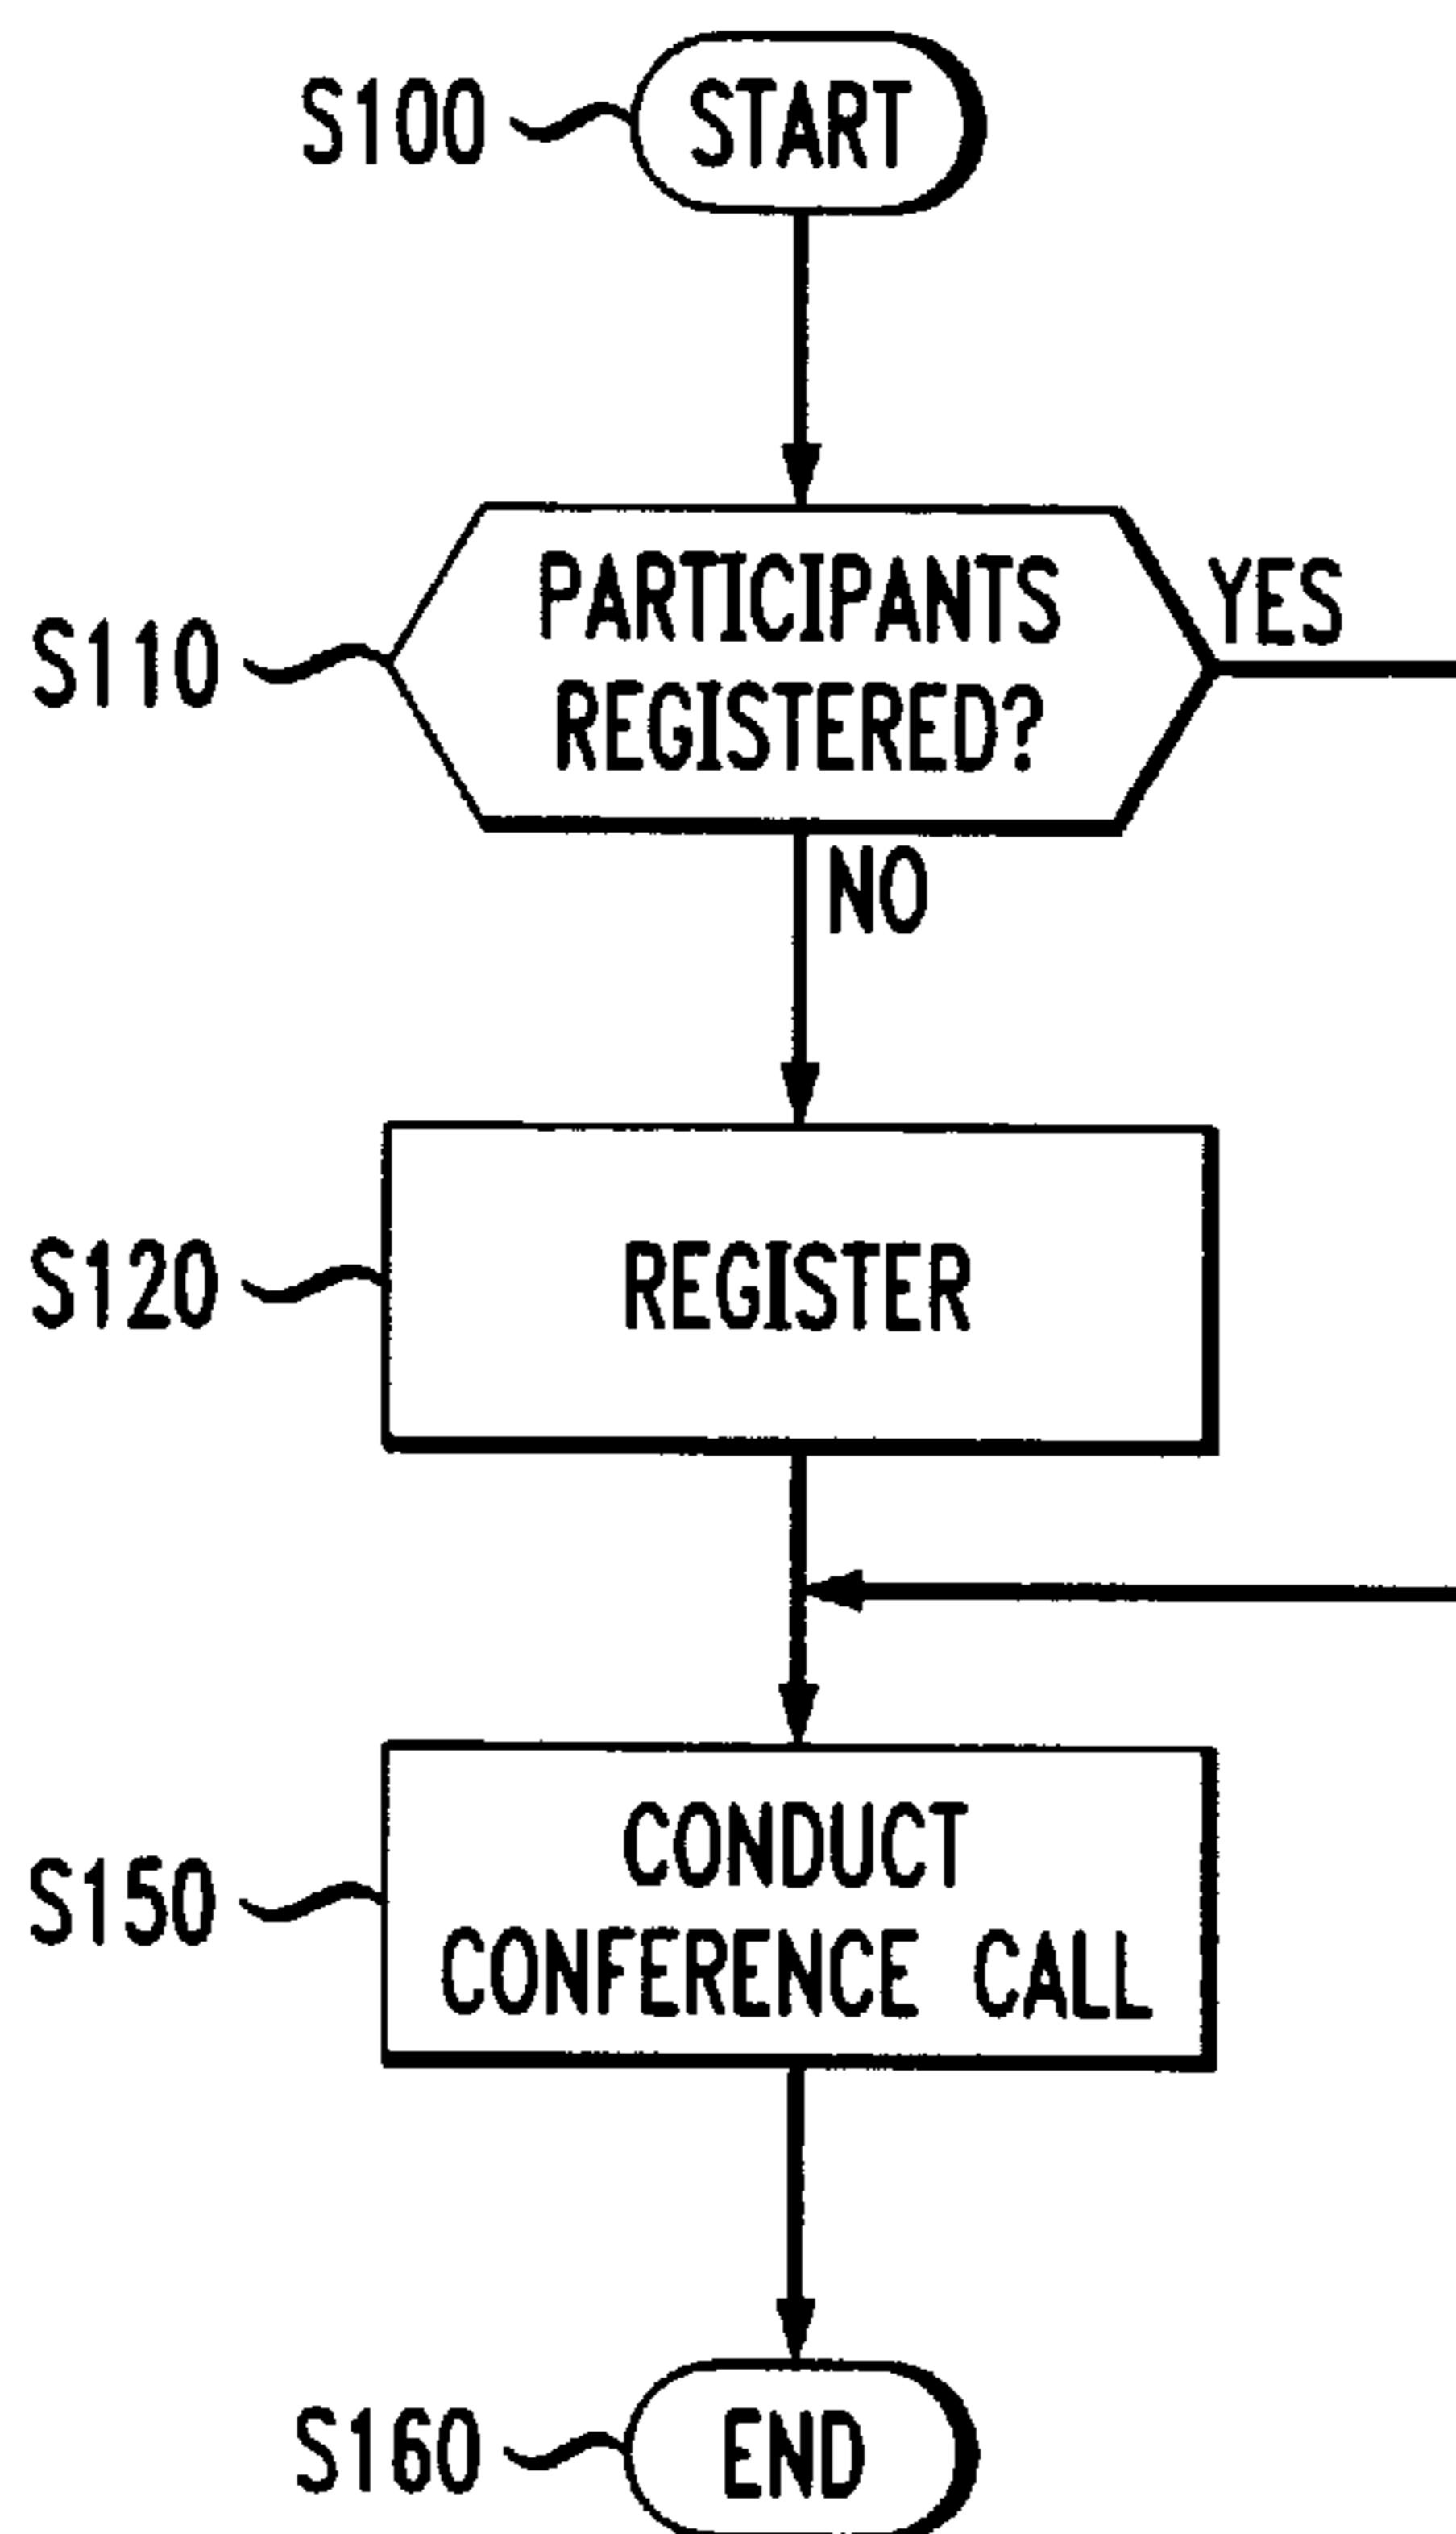 S100 START
S110 PARTICIPANTS
REGISTERED?
YES
NO
S120 REGISTER
S150 CONDUCT
CONFERENCE CALL
S160 END